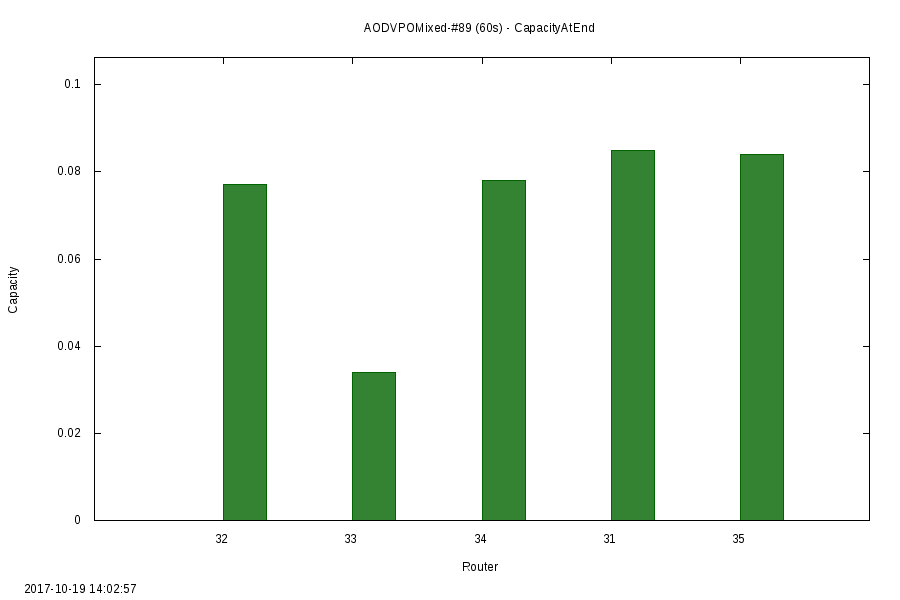 AODVPOMixed-#89 (60s) - CapacityAtEnd
0.1
0.08
0.06
0.04
0.02
0
Capacity
32 33 34 31 35
Router
2017-10-19 14:02:57